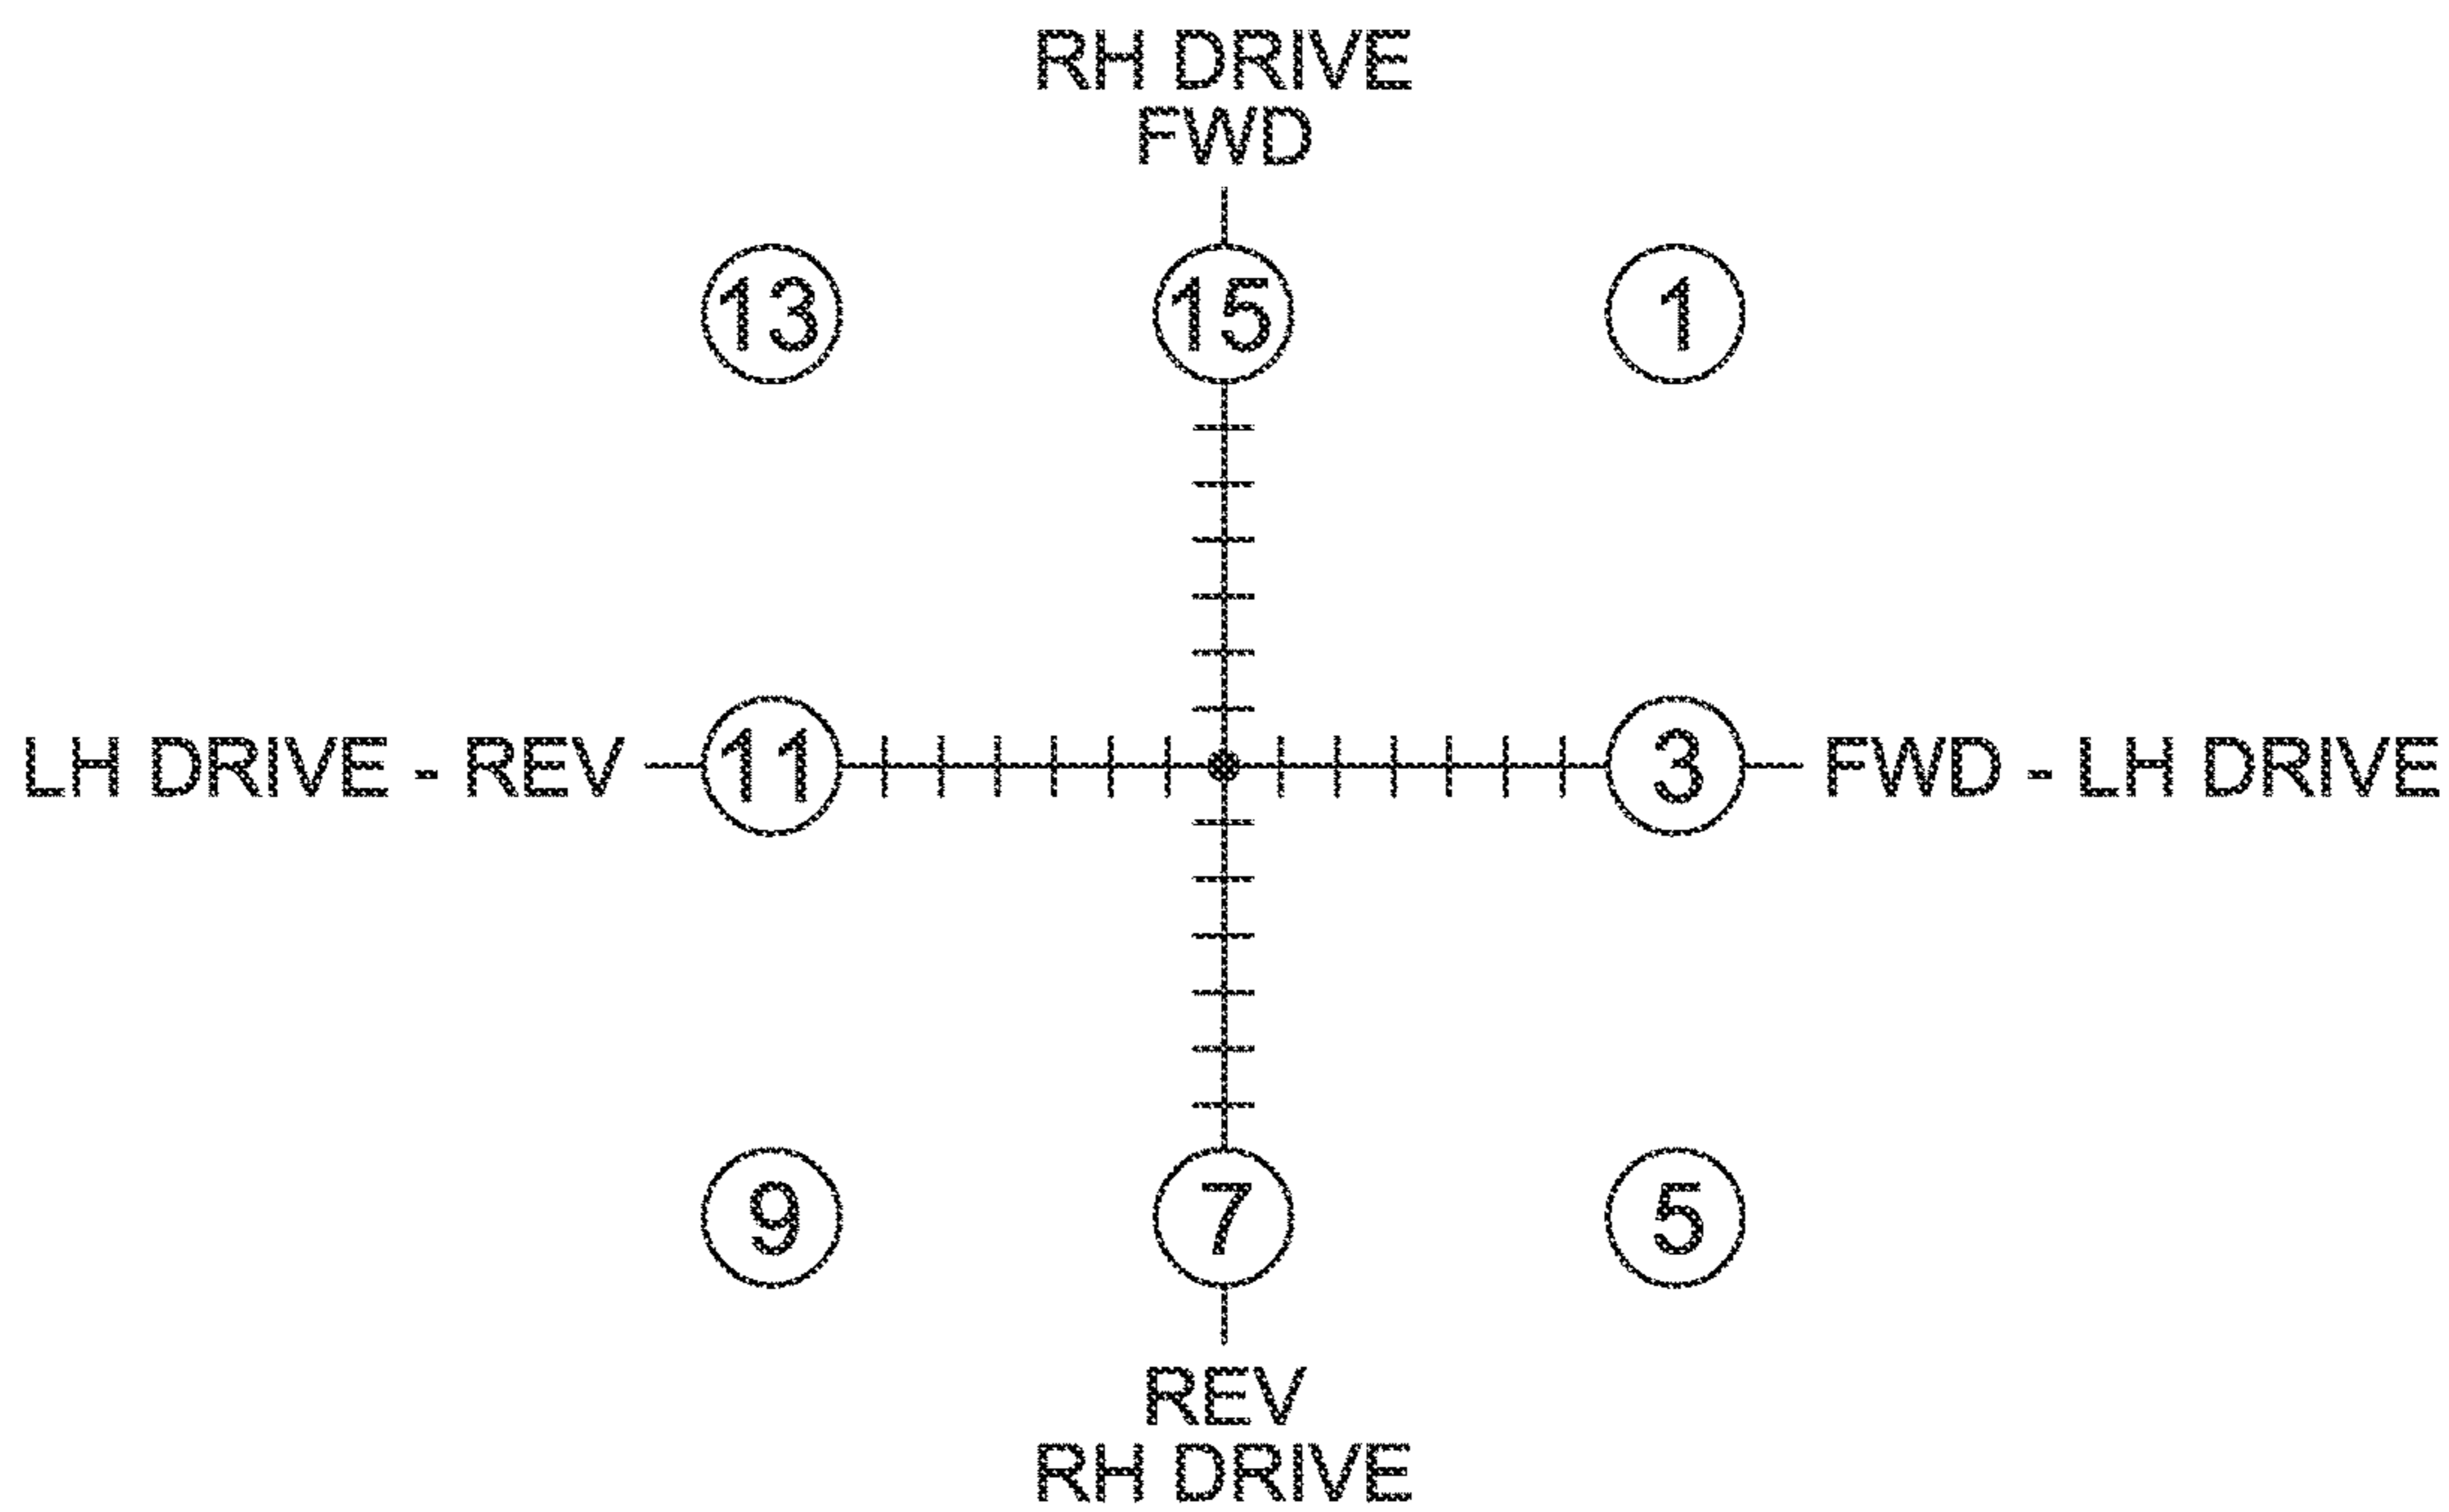 RH DRIVE
FWD
13 15 1
LH DRIVE - REV 11 3 FWD - LH DRIVE
9 7 5
REV
RH DRIVE